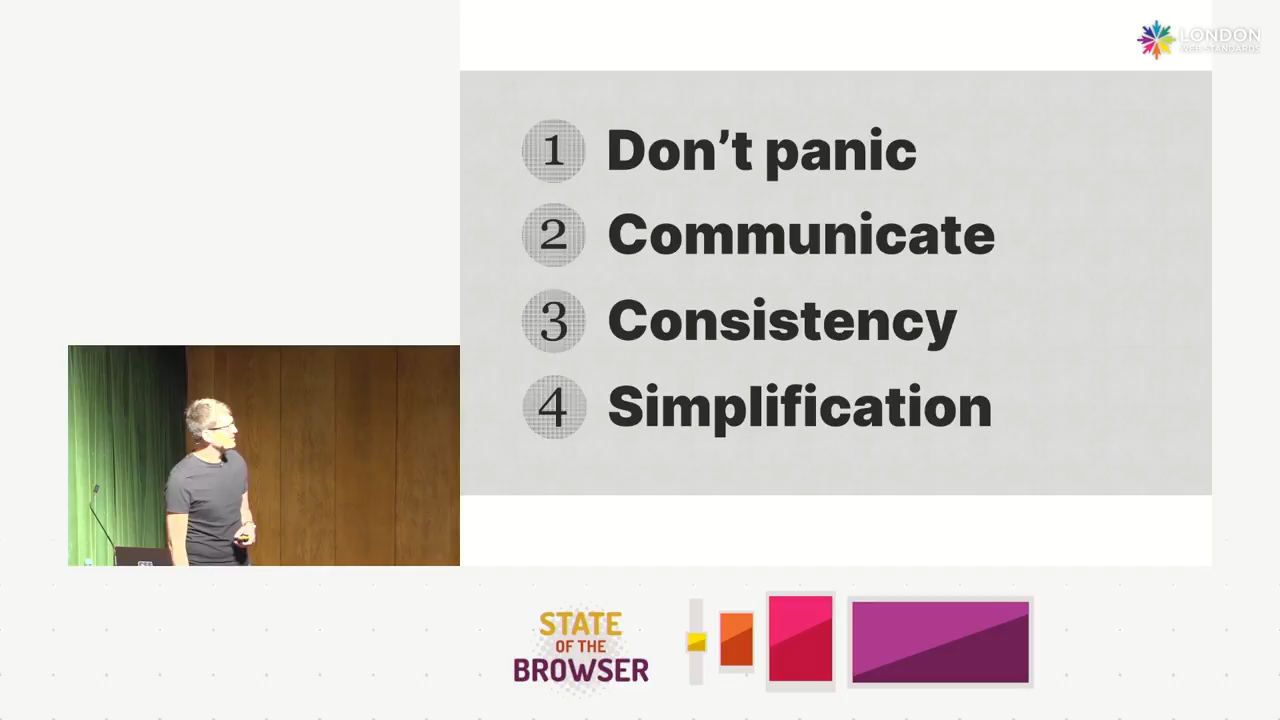 LONDON
WEB STANDARDS
1 Don’t panic
2 Communicate
3 Consistency
4 Simplification
STATE
OF THE
BROWSER